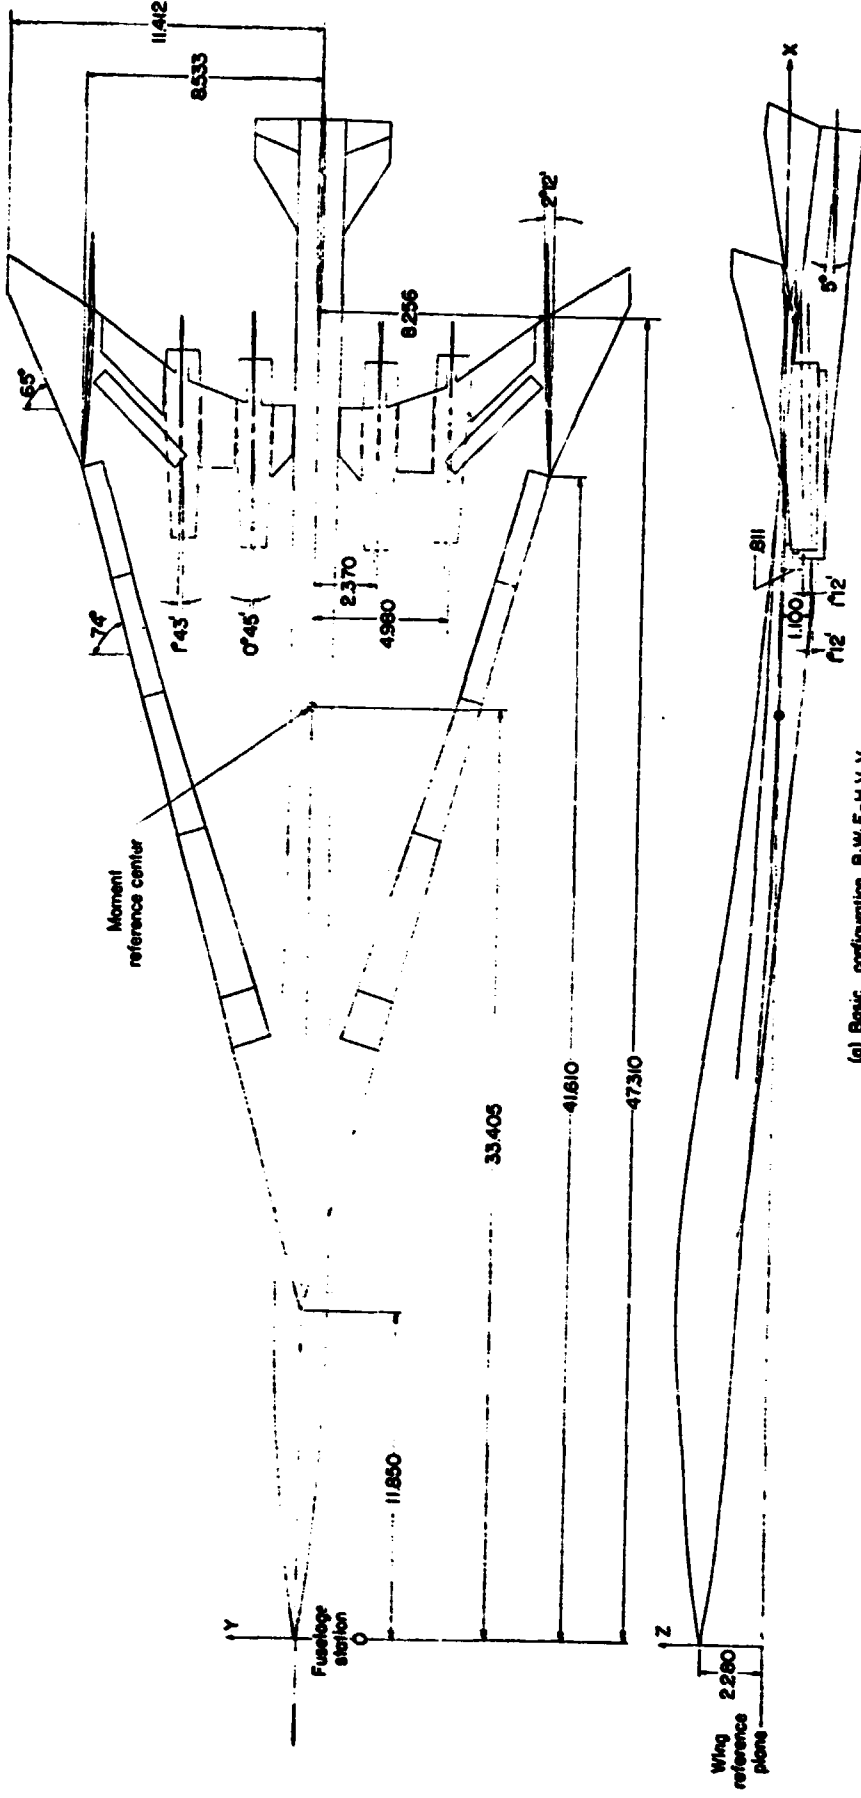 11.412
8.533
65°
2°12'
8.256
74°
1°43'
0°45'
2.370
4.980
Moment
reference center
33.405
41.610
47.310
11.850
Y
Fuselage
station
O
X
5°
.811
1.100
1°12'
1°12'
Z
2.280
Wing
reference
plane
(a) Basic configuration,